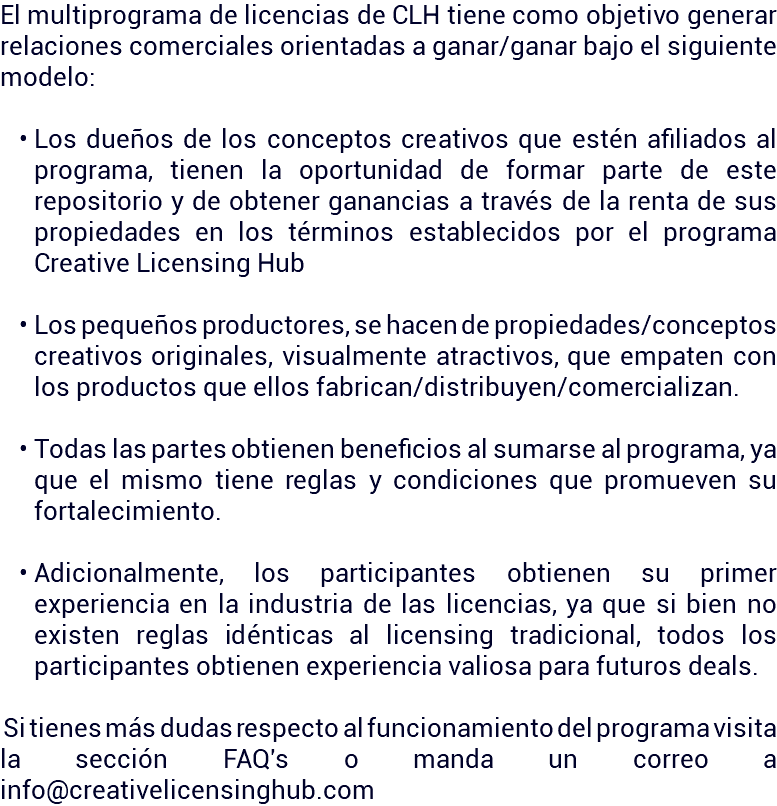 El multiprograma de licencias de CLH tiene como objetivo generar
relaciones comerciales orientadas a ganar/ganar bajo el siguiente
modelo:
• Los dueños de los conceptos creativos que estén afiliados al
programa, tienen la oportunidad de formar parte de este
repositorio y de obtener ganancias a través de la renta de sus
propiedades en los términos establecidos por el programa
Creative Licensing Hub
• Los pequeños productores, se hacen de propiedades/conceptos
creativos originales, visualmente atractivos, que empaten con
los productos que ellos fabrican/distribuyen/comercializan.
• Todas las partes obtienen beneficios al sumarse al programa, ya
que el mismo tiene reglas y condiciones que promueven su
fortalecimiento.
• Adicionalmente, los participantes obtienen su primer
experiencia en la industria de las licencias, ya que si bien no
existen reglas idénticas al licensing tradicional, todos los
participantes obtienen experiencia valiosa para futuros deals.
Si tienes más dudas respecto al funcionamiento del programa visita
la sección FAQ's o manda un correo a
info@creativelicensinghub.com